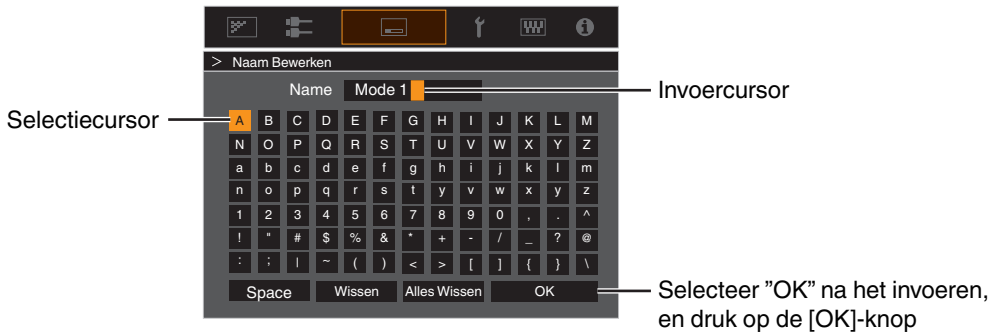 > Naam Bewerken
Name Mode 1
Invoercursor
Selectiecursor
A B C D E F G H I J K L M
N O P Q R S T U V W X Y Z
a b c d e f g h i j k l m
n o p q r s t y v w x y z
1 2 3 4 5 6 7 8 9 0 , . ^
! " # $ % & * + - / _ ? @
: ; | ~ ( ) < > [ ] { } \
Space Wissen Alles Wissen OK
Selecteer ”OK” na het invoeren,
en druk op de [OK]-knop